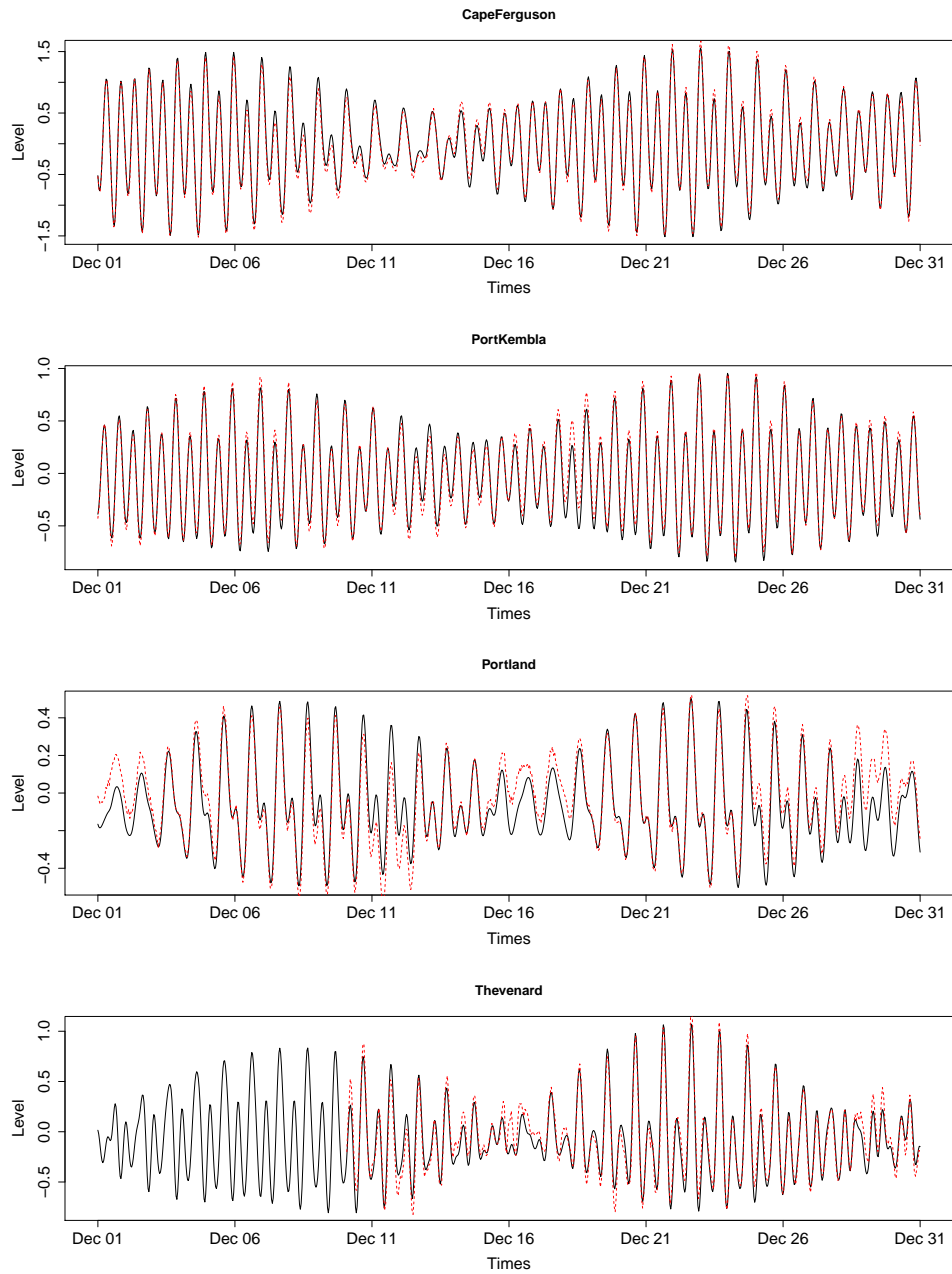 CapeFerguson
Level
1.5
0.5
−0.5
−1.5
Dec 01 Dec 06 Dec 11 Dec 16 Dec 21 Dec 26 Dec 31
Times
PortKembla
Level
1.0
0.5
0.0
−0.5
Dec 01 Dec 06 Dec 11 Dec 16 Dec 21 Dec 26 Dec 31
Times
Portland
Level
0.4
0.2
0.0
−0.4
Dec 01 Dec 06 Dec 11 Dec 16 Dec 21 Dec 26 Dec 31
Times
Thevenard
Level
1.0
0.5
0.0
−0.5
Dec 01 Dec 06 Dec 11 Dec 16 Dec 21 Dec 26 Dec 31
Times